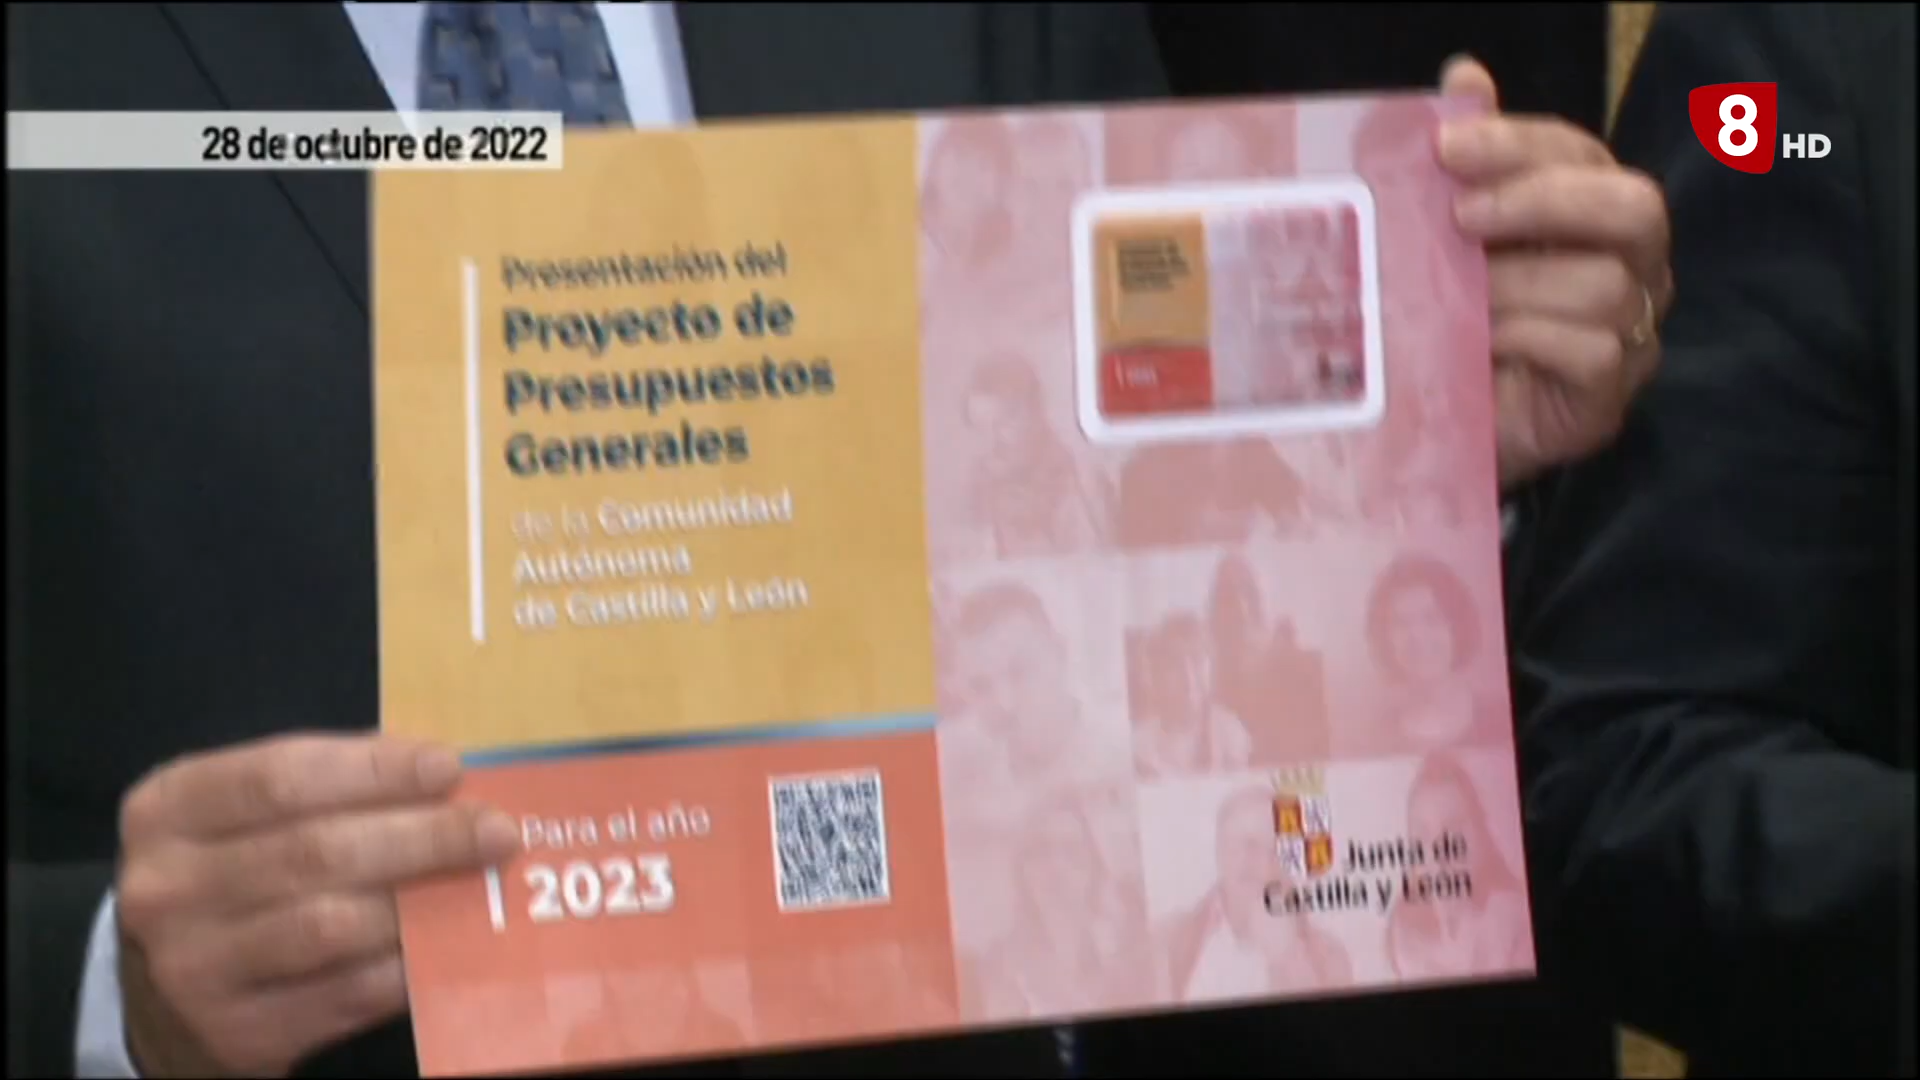 28 de octubre de 2022
8 HD
Presentación del
Proyecto de
Presupuestos
Generales
de la Comunidad
Autónoma
de Castilla y León
Para el año
2023
Junta de
Castilla y León